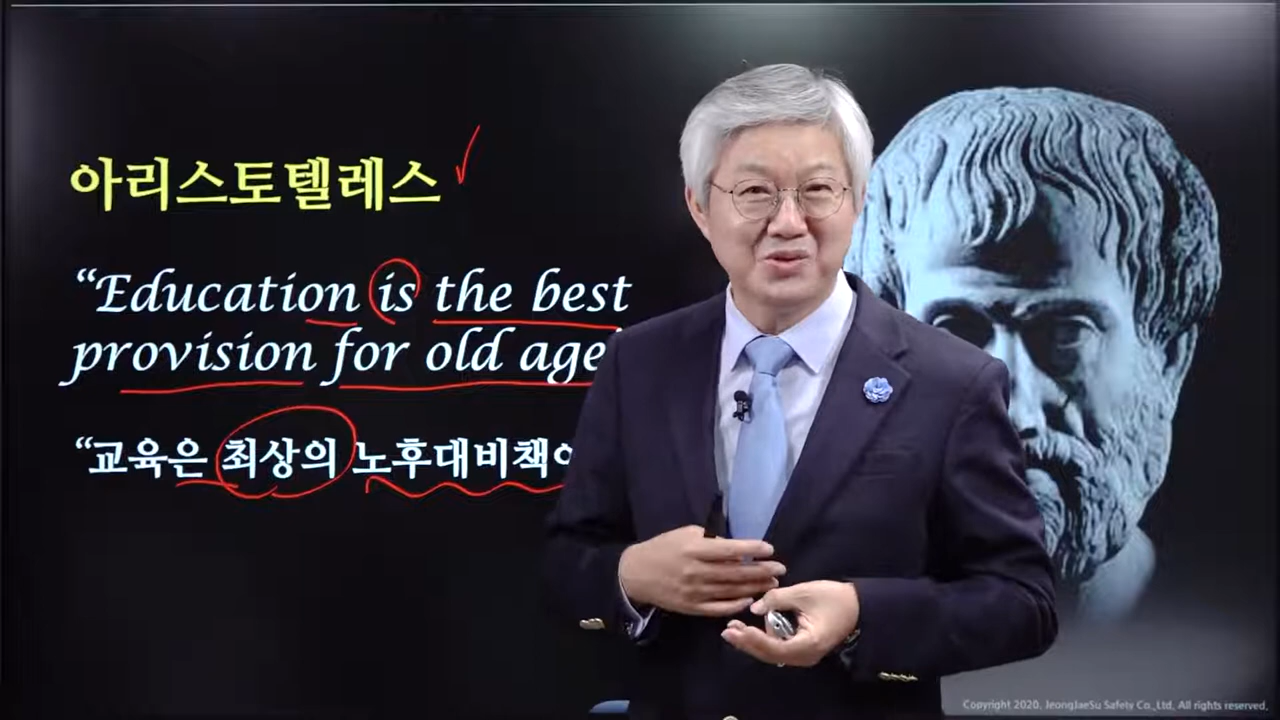 아리스토텔레스
“Education is the best
provision for old age
“교육은 최상의 노후대비책
Copyright 2020. JeongJaeSu Safety Co.,Ltd. All rights reserved.